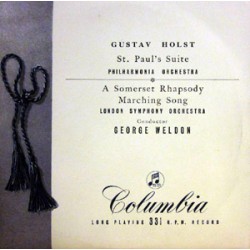 GUSTAV HOLST
St. Paul's Suite
PHILHARMONIA ORCHESTRA
A Somerset Rhapsody
Marching Song
LONDON SYMPHONY ORCHESTRA
Conductor
GEORGE WELDON
Columbia
LONG PLAYING 33⅓ R.P.M. RECORD